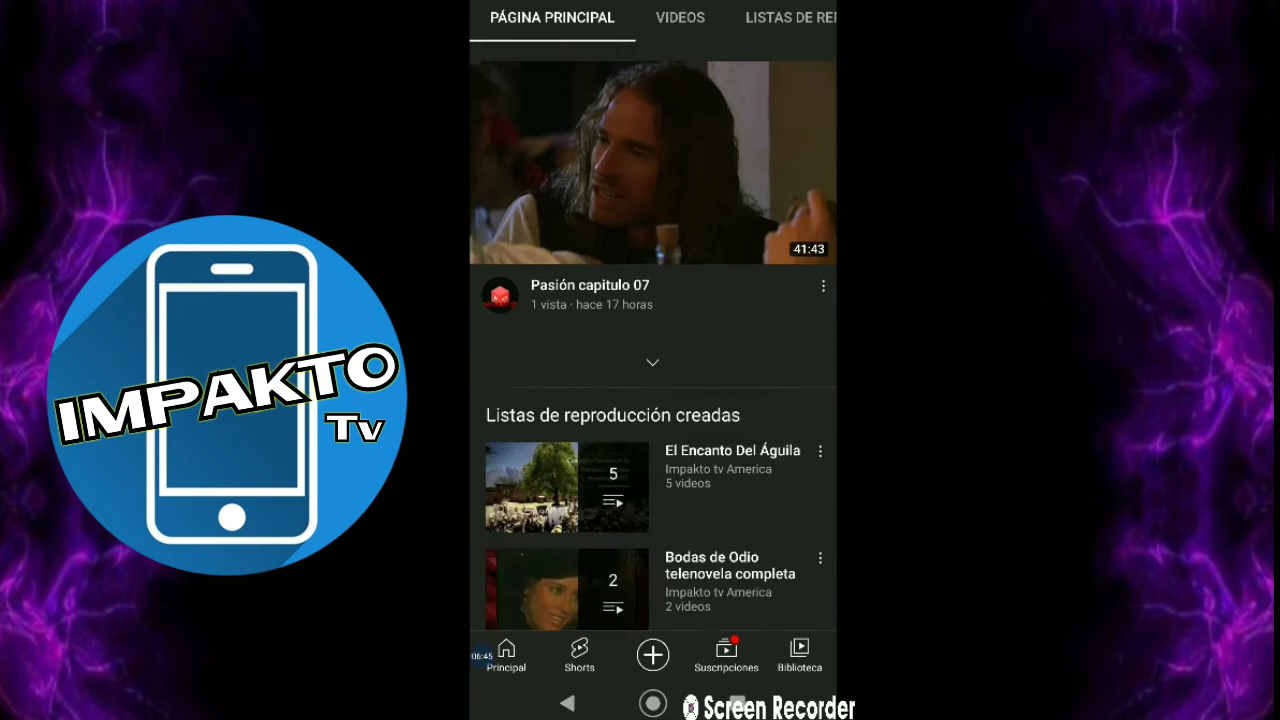 PÁGINA PRINCIPAL
VIDEOS
LISTAS DE RE
41:43
Pasión capitulo 07
1 vista · hace 17 horas
Listas de reproducción creadas
5
El Encanto Del Águila
Impakto tv America
5 videos
2
Bodas de Odio
telenovela completa
Impakto tv America
2 videos
06:45
Principal
Shorts
Suscripciones
Biblioteca
Screen Recorder
IMPAKTO
Tv